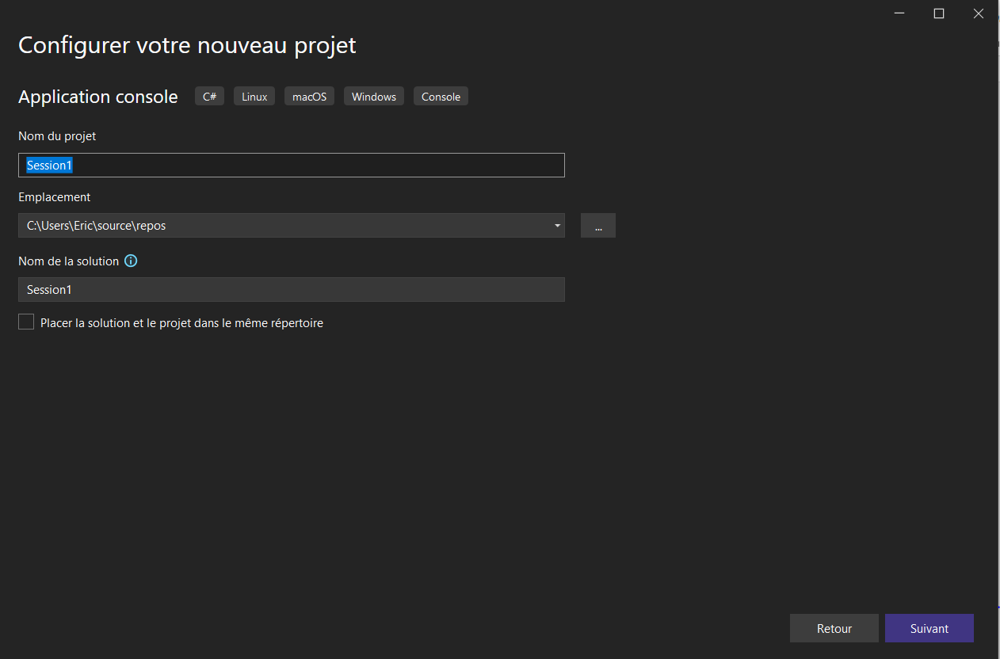 Configurer votre nouveau projet
Application console C# Linux macOS Windows Console
Nom du projet
Session1
Emplacement
C:\Users\Eric\source\repos
...
Nom de la solution
Session1
Placer la solution et le projet dans le même répertoire
Retour Suivant